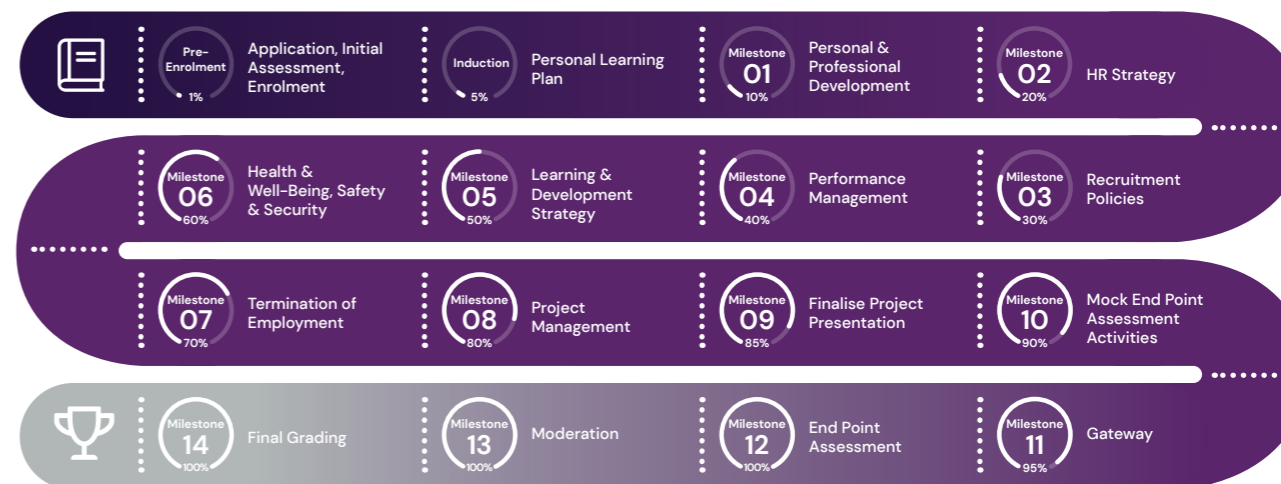 Pre-
Enrolment
1%
Application, Initial
Assessment,
Enrolment
Induction
5%
Personal Learning
Plan
Milestone
01
10%
Personal &
Professional
Development
Milestone
02
20%
HR Strategy
Milestone
03
30%
Recruitment
Policies
Milestone
04
40%
Performance
Management
Milestone
05
50%
Learning &
Development
Strategy
Milestone
06
60%
Health &
Well-Being, Safety
& Security
Milestone
07
70%
Termination of
Employment
Milestone
08
80%
Project
Management
Milestone
09
85%
Finalise Project
Presentation
Milestone
10
90%
Mock End Point
Assessment
Activities
Milestone
11
95%
Gateway
Milestone
12
100%
End Point
Assessment
Milestone
13
100%
Moderation
Milestone
14
100%
Final Grading